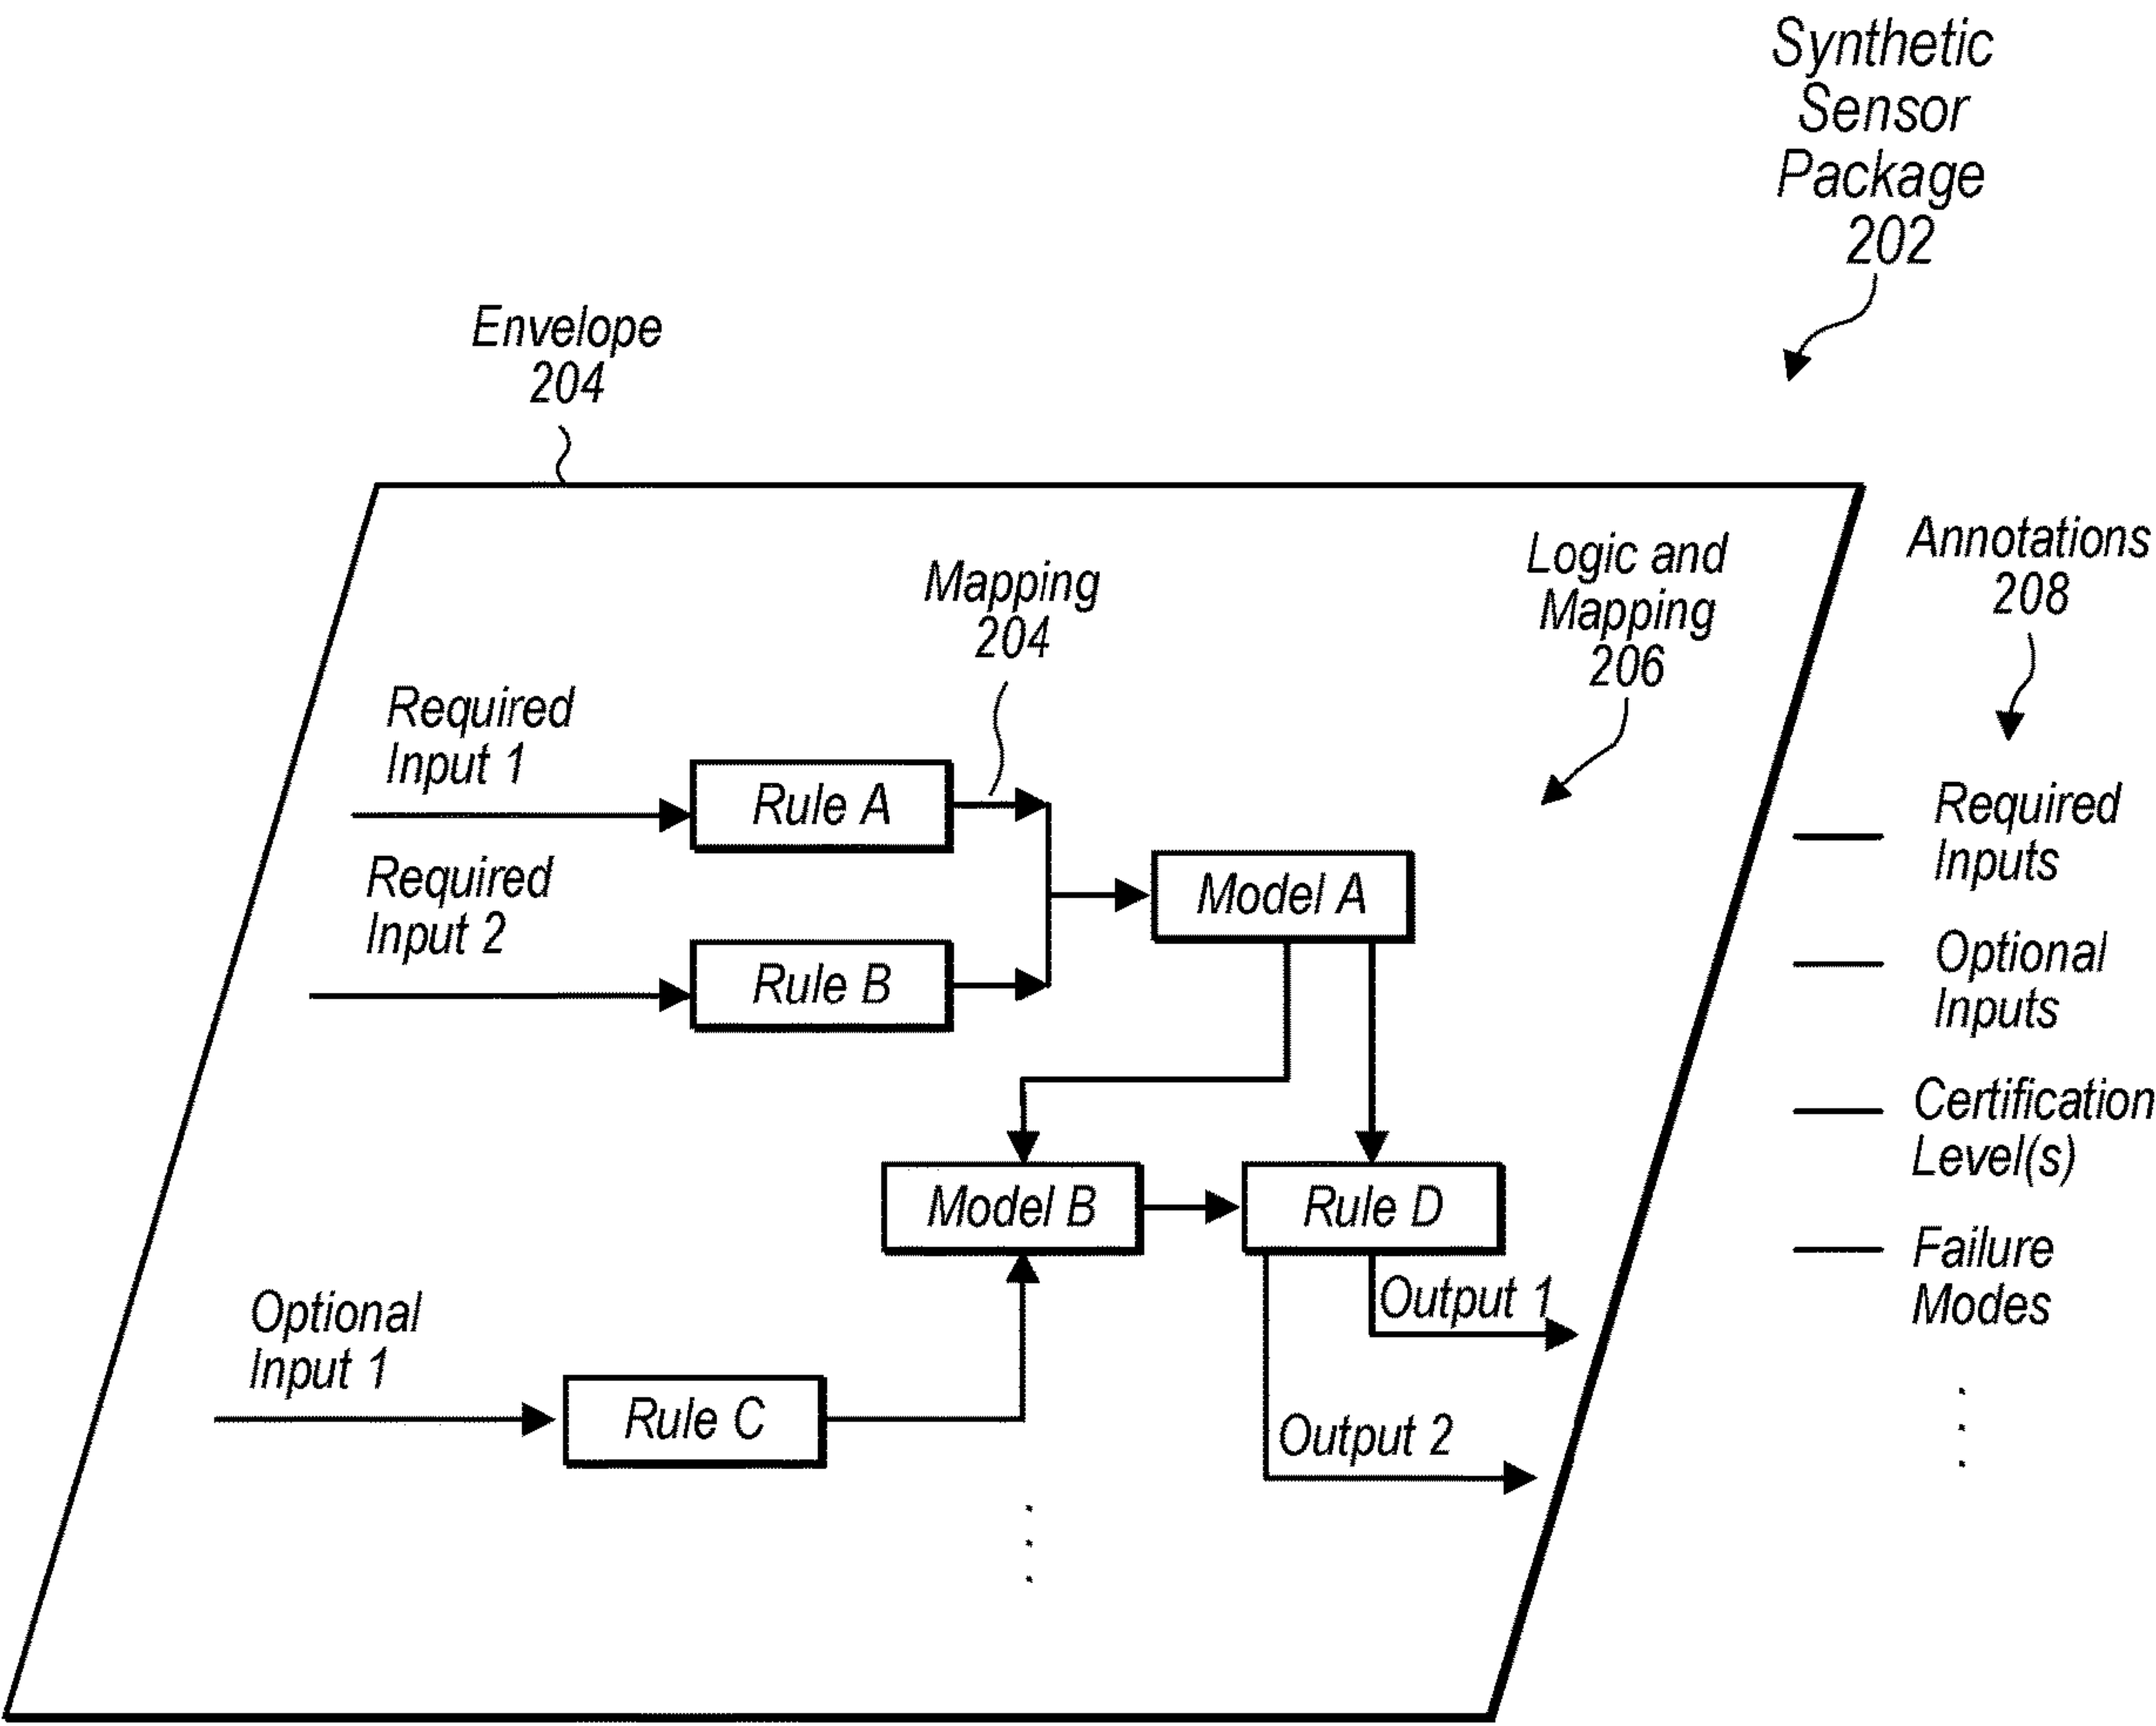 Synthetic
Sensor
Package
202
Envelope
204
Annotations
208
Logic and
Mapping
206
Mapping
204
Required
Input 1
Rule A
Required
Inputs
Required
Input 2
Model A
Rule B
Optional
Inputs
Certification
Level(s)
Model B
Rule D
Failure
Modes
Output 1
Optional
Input 1
Rule C
Output 2